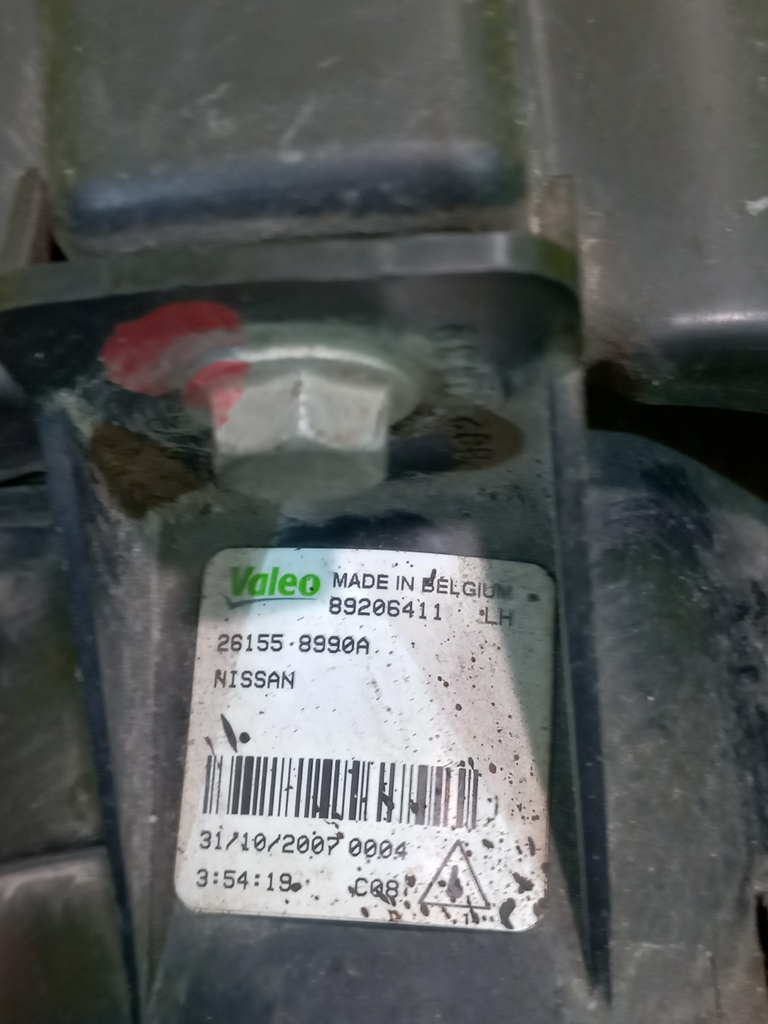 Valeo MADE IN BELGIUM
89206411 LH
26155-8990A
NISSAN
31/10/2007 0004
3:54:19 C08